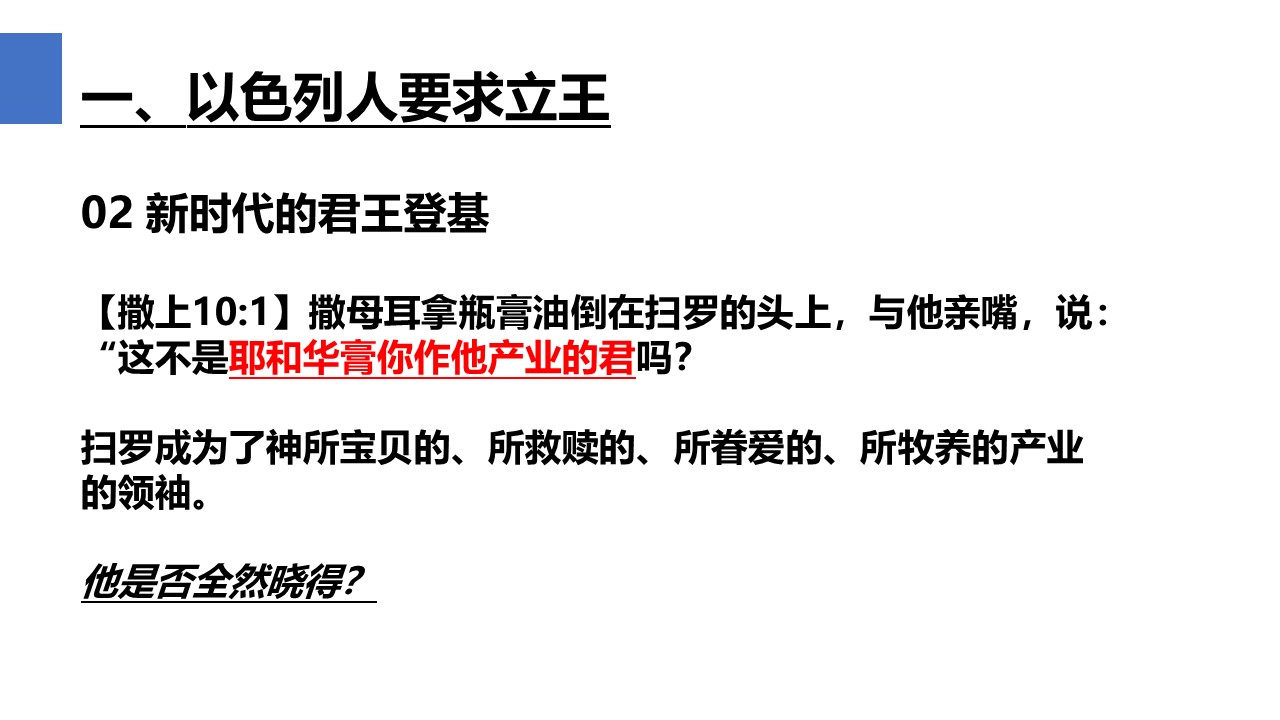 一、以色列人要求立王
02 新时代的君王登基
【撒上10:1】撒母耳拿瓶膏油倒在扫罗的头上，与他亲嘴，说：
“这不是耶和华膏你作他产业的君吗？
扫罗成为了神所宝贝的、所救赎的、所眷爱的、所牧养的产业
的领袖。
他是否全然晓得？